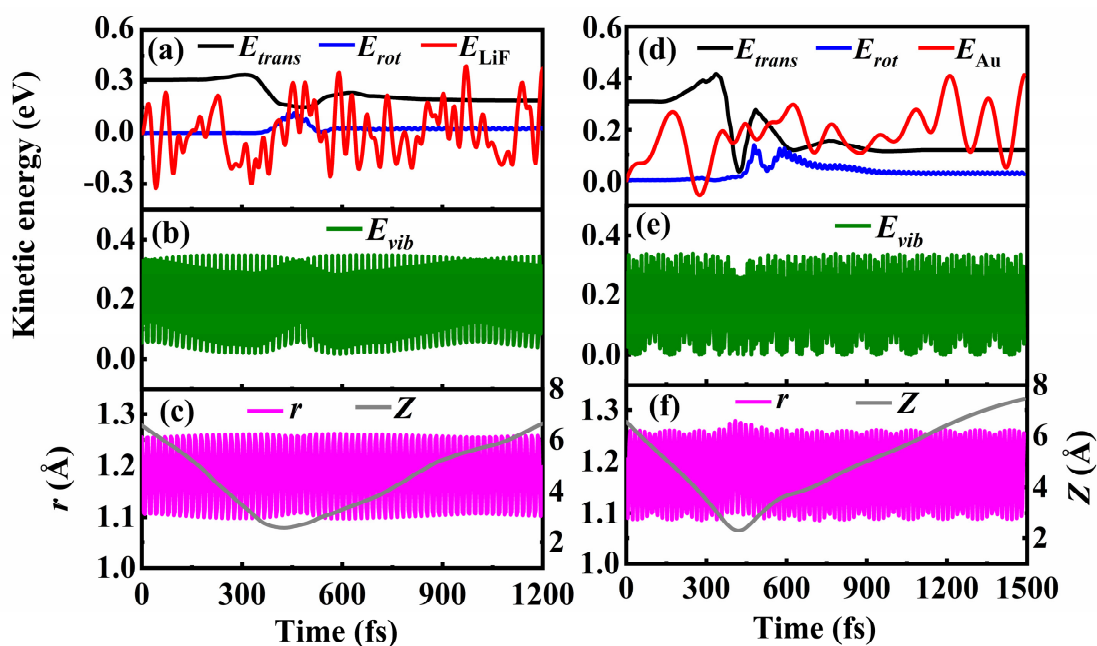 Kinetic energy (eV)
0.6
0.3
0.0
-0.3
(a) E_trans E_rot E_LiF
0.4
0.2
0.0
(b) E_vib
r (Å)
1.3
1.2
1.1
1.0
(c) r Z
8
6
4
2
0 300 600 900 1200
Time (fs)
0.6
0.4
0.2
0.0
(d) E_trans E_rot E_Au
0.4
0.2
0.0
(e) E_vib
1.3
1.2
1.1
1.0
(f) r Z
8
6
4
2
Z (Å)
0 300 600 900 1200 1500
Time (fs)